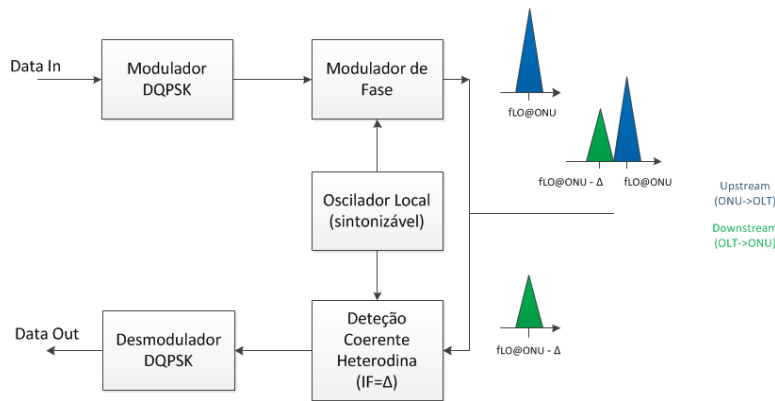 Data In
Modulador
DQPSK
Modulador de
Fase
fLO@ONU
fLO@ONU - Δ
fLO@ONU
Upstream
(ONU->OLT)
Downstream
(OLT->ONU)
Oscilador Local
(sintonizável)
Data Out
Desmodulador
DQPSK
Deteção
Coerente
Heterodina
(IF=Δ)
fLO@ONU - Δ